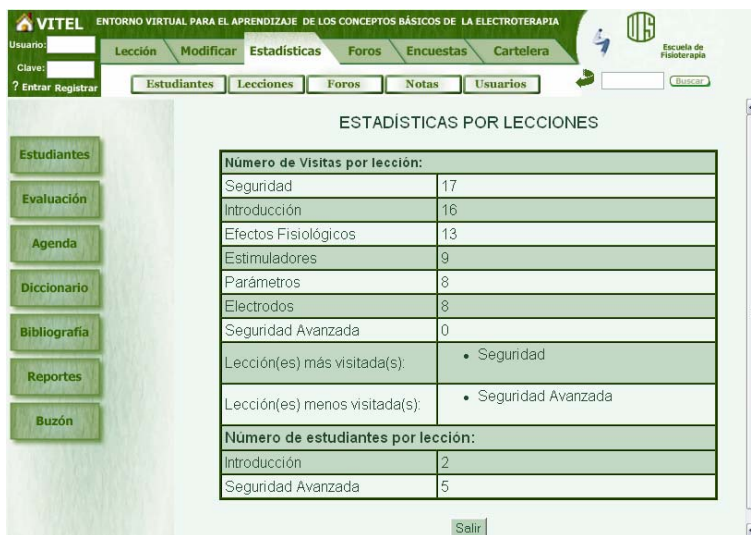 VITEL ENTORNO VIRTUAL PARA EL APRENDIZAJE DE LOS CONCEPTOS BÁSICOS DE LA ELECTROTERAPIA
Usuario:
Clave:
? Entrar Registrar
Lección Modificar Estadísticas Foros Encuestas Cartelera
UIS
Escuela de
Fisioterapia
Estudiantes Lecciones Foros Notas Usuarios
Buscar
Estudiantes
Evaluación
Agenda
Diccionario
Bibliografía
Reportes
Buzón
ESTADÍSTICAS POR LECCIONES
Número de Visitas por lección:
Seguridad 17
Introducción 16
Efectos Fisiológicos 13
Estimuladores 9
Parámetros 8
Electrodos 8
Seguridad Avanzada 0
Lección(es) más visitada(s): • Seguridad
Lección(es) menos visitada(s): • Seguridad Avanzada
Número de estudiantes por lección:
Introducción 2
Seguridad Avanzada 5
Salir